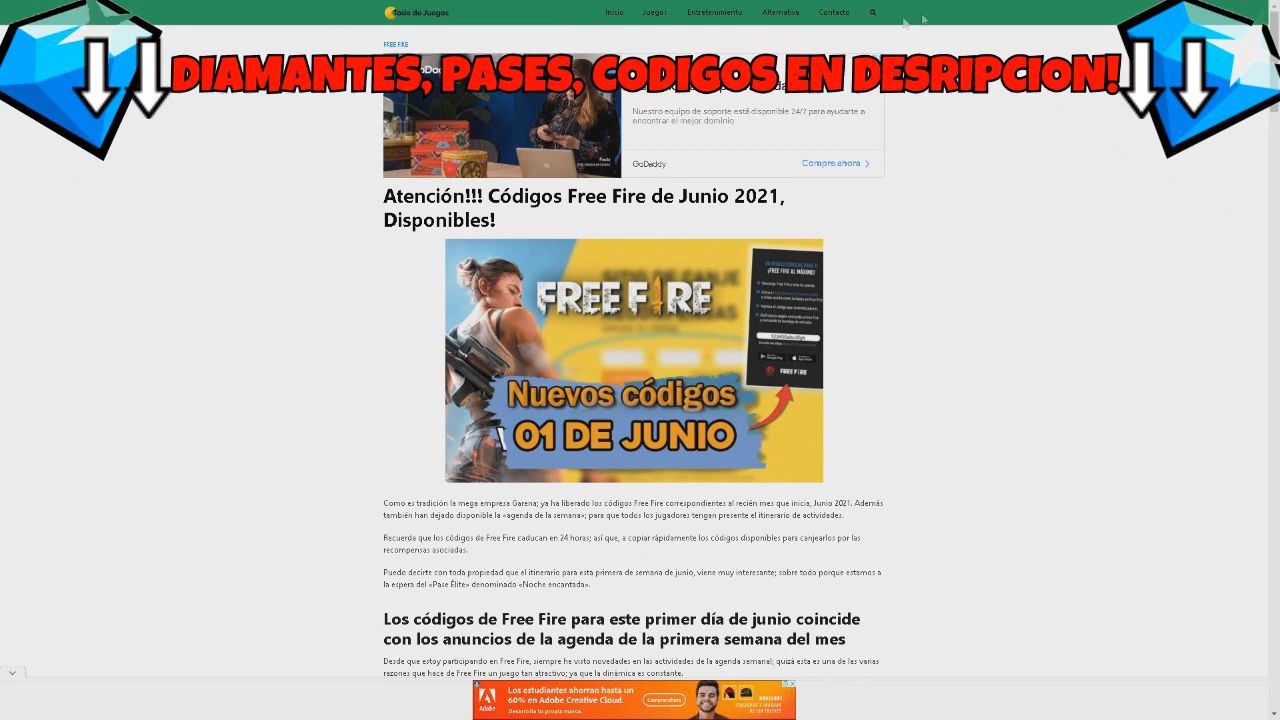 Todo de Juegos
Inicio Juegos Entretenimiento Alternativa Contacto
FREE FIRE
DIAMANTES, PASES, CODIGOS EN DESRIPCION!
Nuestro equipo de soporte está disponible 24/7 para ayudarte a
encontrar el mejor dominio
GoDaddy
Compre ahora
Atención!!! Códigos Free Fire de Junio 2021,
Disponibles!
¡FREE FIRE AL MÁXIMO!
FREE FIRE
FREE FIRE
Nuevos códigos
01 DE JUNIO
Como es tradición la mega empresa Garena; ya ha liberado los códigos Free Fire correspondientes al recién mes que inicia, Junio 2021. Además
también han dejado disponible la «agenda de la semana»; para que todos los jugadores tengan presente el itinerario de actividades.
Recuerda que los códigos de Free Fire caducan en 24 horas; así que, a copiar rápidamente los códigos disponibles para canjearlos por las
recompensas asociadas.
Puedo decirte con toda propiedad que el itinerario para esta primera de semana de junio, viene muy interesante; sobre todo porque estamos a
la espera del «Pase Élite» denominado «Noche encantada».
Los códigos de Free Fire para este primer día de junio coincide
con los anuncios de la agenda de la primera semana del mes
Desde que estoy participando en Free Fire, siempre he visto novedades en las actividades de la agenda semanal; quizá esta es una de las varias
razones que hace de Free Fire un juego tan atractivo; ya que la dinámica es constante.
Adobe
Los estudiantes ahorran hasta un
60% en Adobe Creative Cloud.
Desarrolla tu propia marca.
Compre ahora